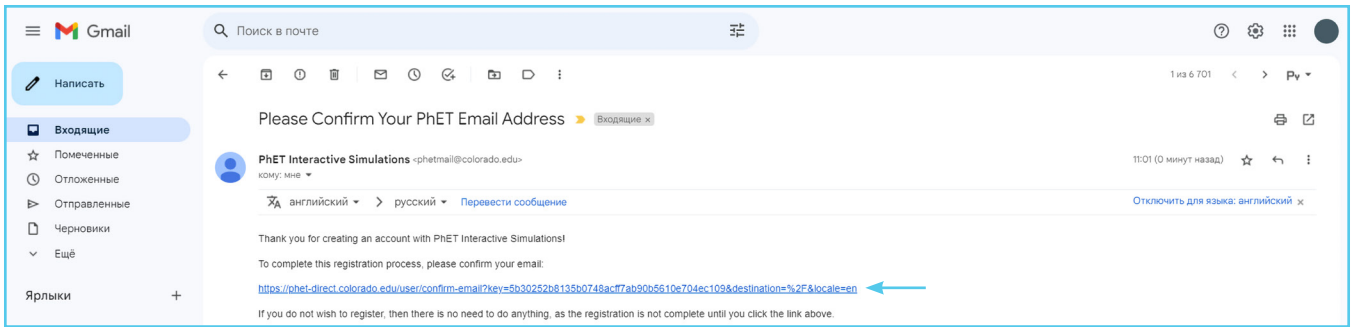 Gmail
Поиск в почте
Написать
1 из 6 701
Ру
Входящие
Помеченные
Отложенные
Отправленные
Черновики
Ещё
Ярлыки +
Please Confirm Your PhET Email Address Входящие ×
PhET Interactive Simulations <phetmail@colorado.edu>
11:01 (0 минут назад)
кому: мне
английский > русский Перевести сообщение
Отключить для языка: английский ×
Thank you for creating an account with PhET Interactive Simulations!
To complete this registration process, please confirm your email:
https://phet-direct.colorado.edu/user/confirm-email?key=5b30252b8135b0748acff7ab90b5610e704ec109&destination=%2F&locale=en
If you do not wish to register, then there is no need to do anything, as the registration is not complete until you click the link above.